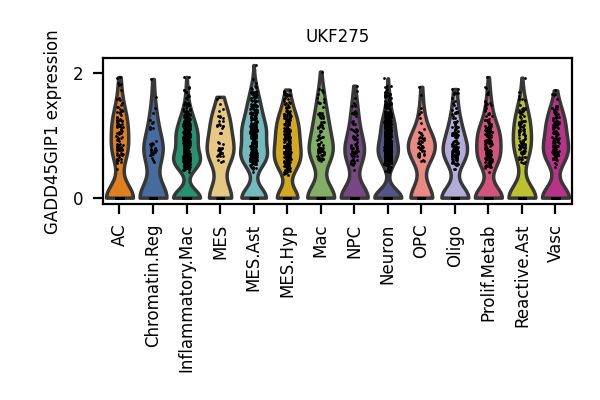 UKF275
GADD45GIP1 expression
2
0
AC
Chromatin.Reg
Inflammatory.Mac
MES
MES.Ast
MES.Hyp
Mac
NPC
Neuron
OPC
Oligo
Prolif.Metab
Reactive.Ast
Vasc